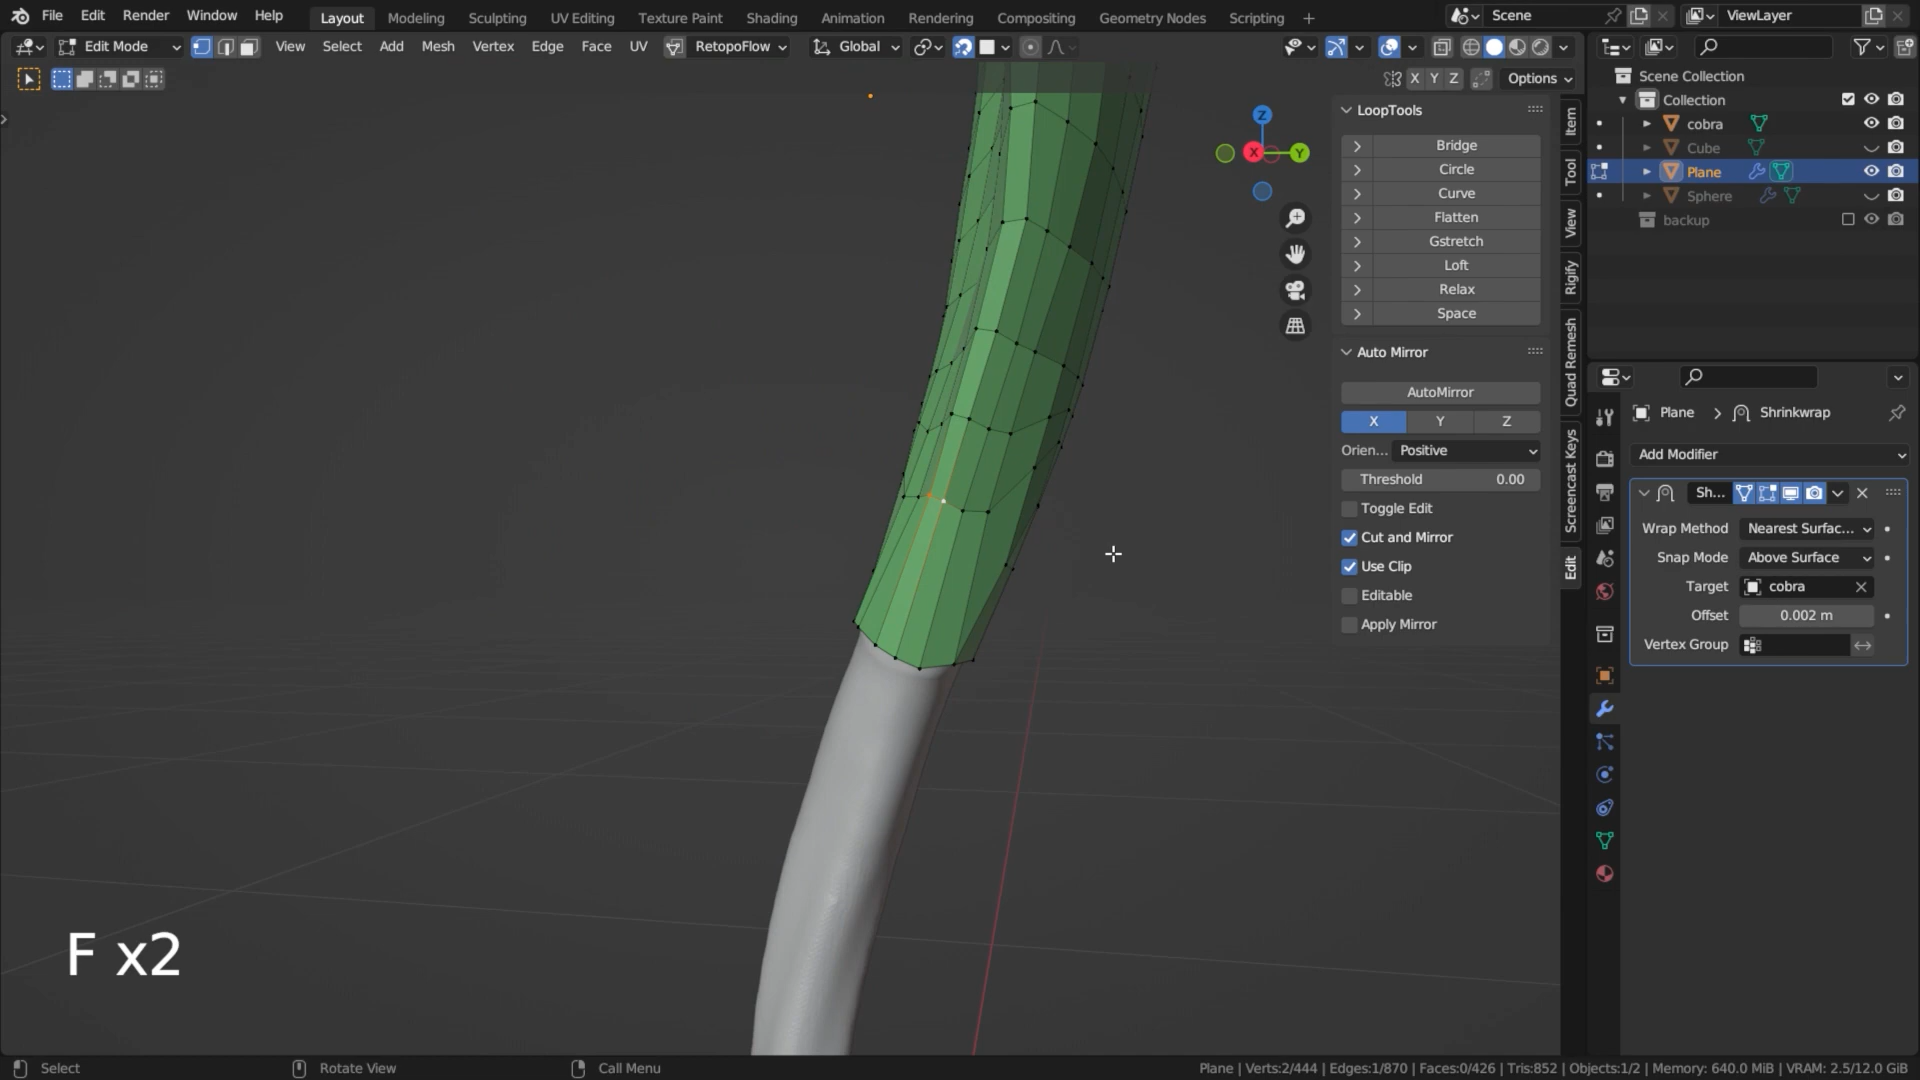 File Edit Render Window Help Layout Modeling Sculpting UV Editing Texture Paint Shading Animation Rendering Compositing Geometry Nodes Scripting + Scene ViewLayer
Edit Mode View Select Add Mesh Vertex Edge Face UV RetopoFlow Global
X Y Z Options
Z
X
Y
LoopTools
Bridge
Circle
Curve
Flatten
Gstretch
Loft
Relax
Space
Auto Mirror
AutoMirror
X Y Z
Orien... Positive
Threshold 0.00
Toggle Edit
Cut and Mirror
Use Clip
Editable
Apply Mirror
Item
Tool
View
Rigify
Quad Remesh
Screencast Keys
Edit
Scene Collection
Collection
cobra
Cube
Plane
Sphere
backup
Plane > Shrinkwrap
Add Modifier
Sh...
Wrap Method Nearest Surfac...
Snap Mode Above Surface
Target cobra
Offset 0.002 m
Vertex Group
F x2
Select Rotate View Call Menu Plane | Verts:2/444 | Edges:1/870 | Faces:0/426 | Tris:852 | Objects:1/2 | Memory: 640.0 MiB | VRAM: 2.5/12.0 GiB